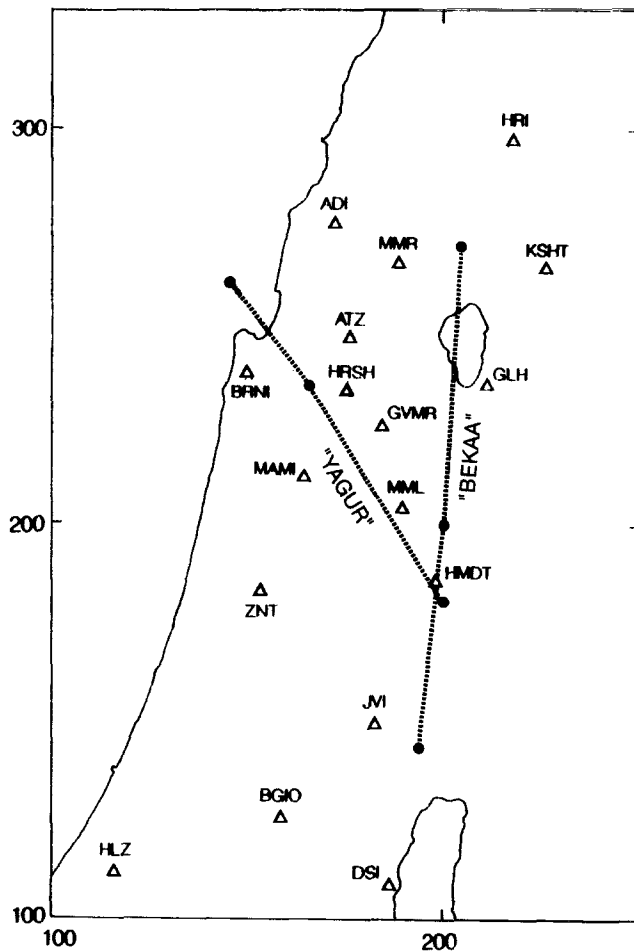 300
HRI
ADI
MMR
KSHT
ATZ
HRSH
BRNI
GLH
GVMR
"BEKAA"
MAMI
"YAGUR"
MML
200
HMDT
ZNT
JVI
BGIO
HLZ
DSI
100
100
200